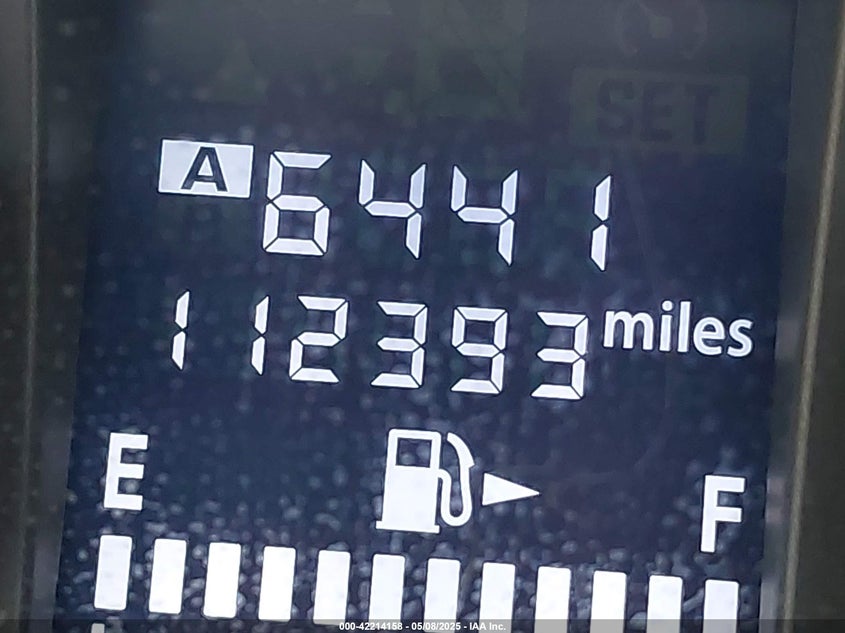 SET
A 6441
112393 miles
E F
000-42214158 - 05/08/2025 - IAA Inc.